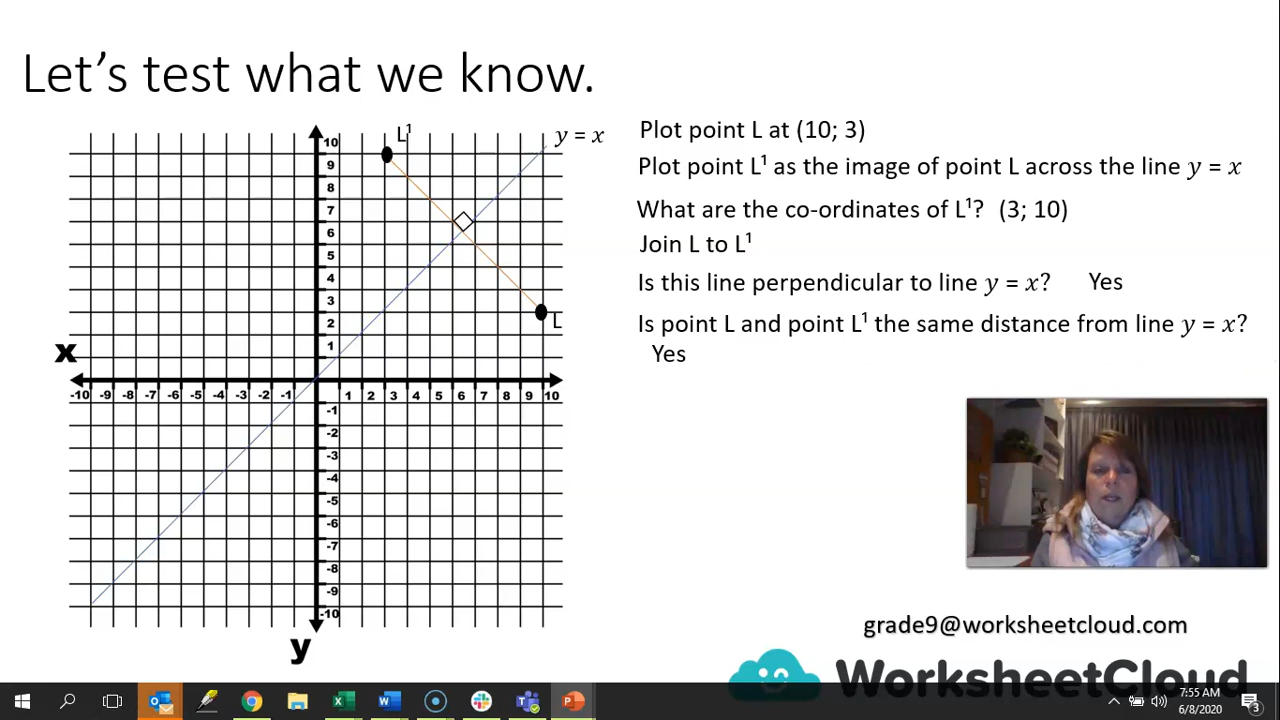 Let's test what we know.
Plot point L at (10; 3)
Plot point L¹ as the image of point L across the line y = x
What are the co-ordinates of L¹? (3; 10)
Join L to L¹
Is this line perpendicular to line y = x? Yes
Is point L and point L¹ the same distance from line y = x?
Yes
L¹
y = x
10
9
8
7
6
5
4
3
2
1
L
x
-10 -9 -8 -7 -6 -5 -4 -3 -2 -1 1 2 3 4 5 6 7 8 9 10
-1
-2
-3
-4
-5
-6
-7
-8
-9
-10
y
grade9@worksheetcloud.com
WorksheetCloud
7:55 AM
6/8/2020
3